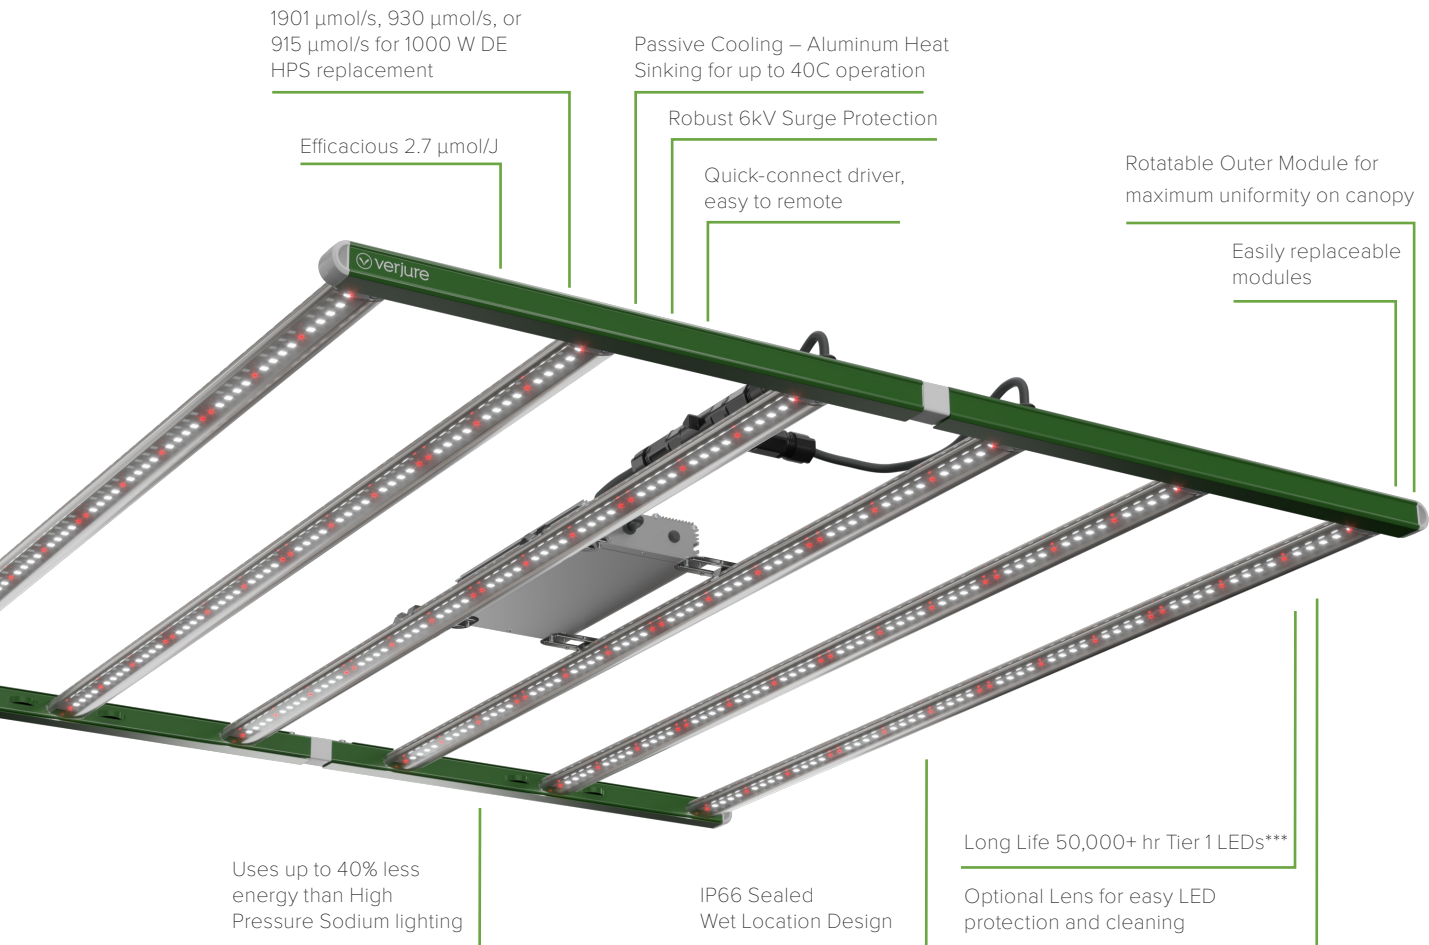 1901 µmol/s, 930 µmol/s, or
915 µmol/s for 1000 W DE
HPS replacement
Passive Cooling – Aluminum Heat
Sinking for up to 40C operation
Robust 6kV Surge Protection
Efficacious 2.7 µmol/J
Quick-connect driver,
easy to remote
Rotatable Outer Module for
maximum uniformity on canopy
Easily replaceable
modules
verjure
Uses up to 40% less
energy than High
Pressure Sodium lighting
IP66 Sealed
Wet Location Design
Long Life 50,000+ hr Tier 1 LEDs***
Optional Lens for easy LED
protection and cleaning